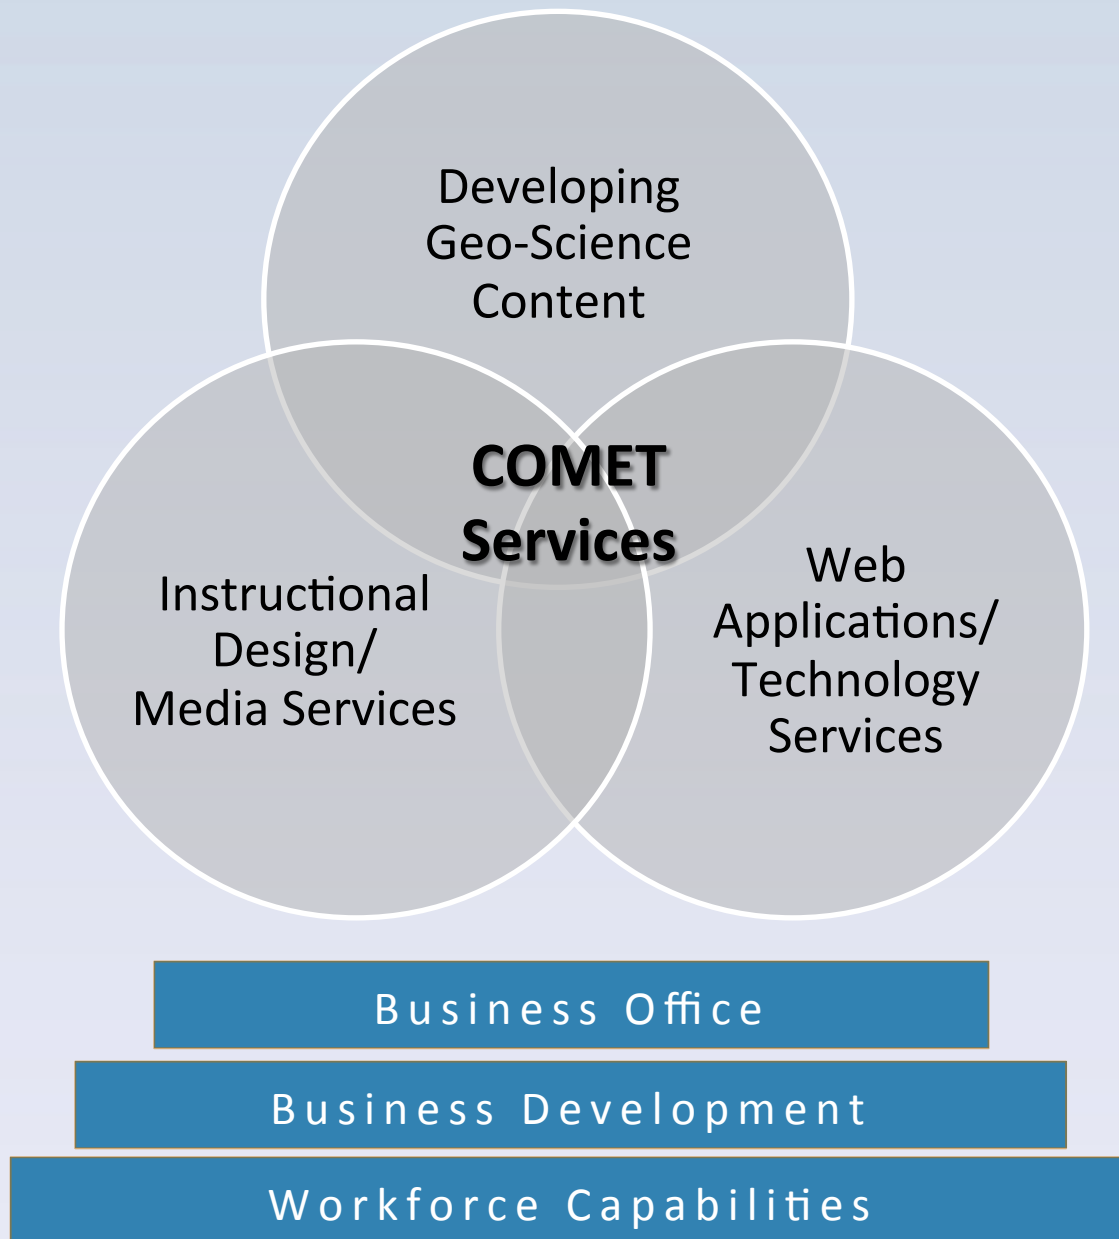 Developing
Geo-Science
Content
COMET
Services
Instructional
Design/
Media Services
Web
Applications/
Technology
Services
Business Office
Business Development
Workforce Capabilities